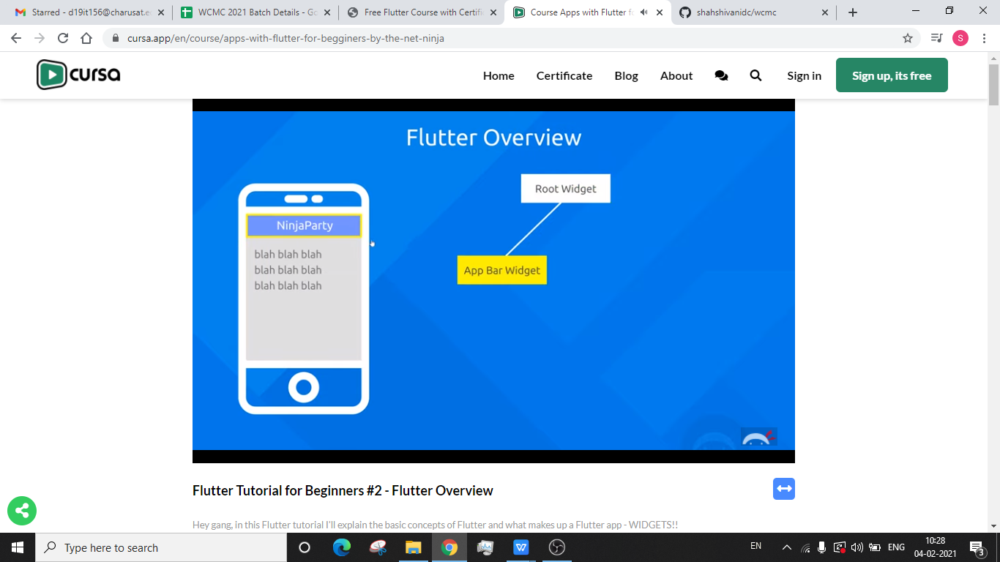 Starred - d19it156@charusat.e
WCMC 2021 Batch Details - Go
Free Flutter Course with Certifi
Course Apps with Flutter fo
shahshivanidc/wcmc
cursa.app/en/course/apps-with-flutter-for-begginers-by-the-net-ninja
S
cursa
Home
Certificate
Blog
About
Sign in
Sign up, its free
Flutter Overview
Root Widget
NinjaParty
App Bar Widget
blah blah blah
blah blah blah
blah blah blah
Flutter Tutorial for Beginners #2 - Flutter Overview
Hey gang, in this Flutter tutorial I'll explain the basic concepts of Flutter and what makes up a Flutter app - WIDGETS!!
Type here to search
EN
ENG
10:28
04-02-2021
3